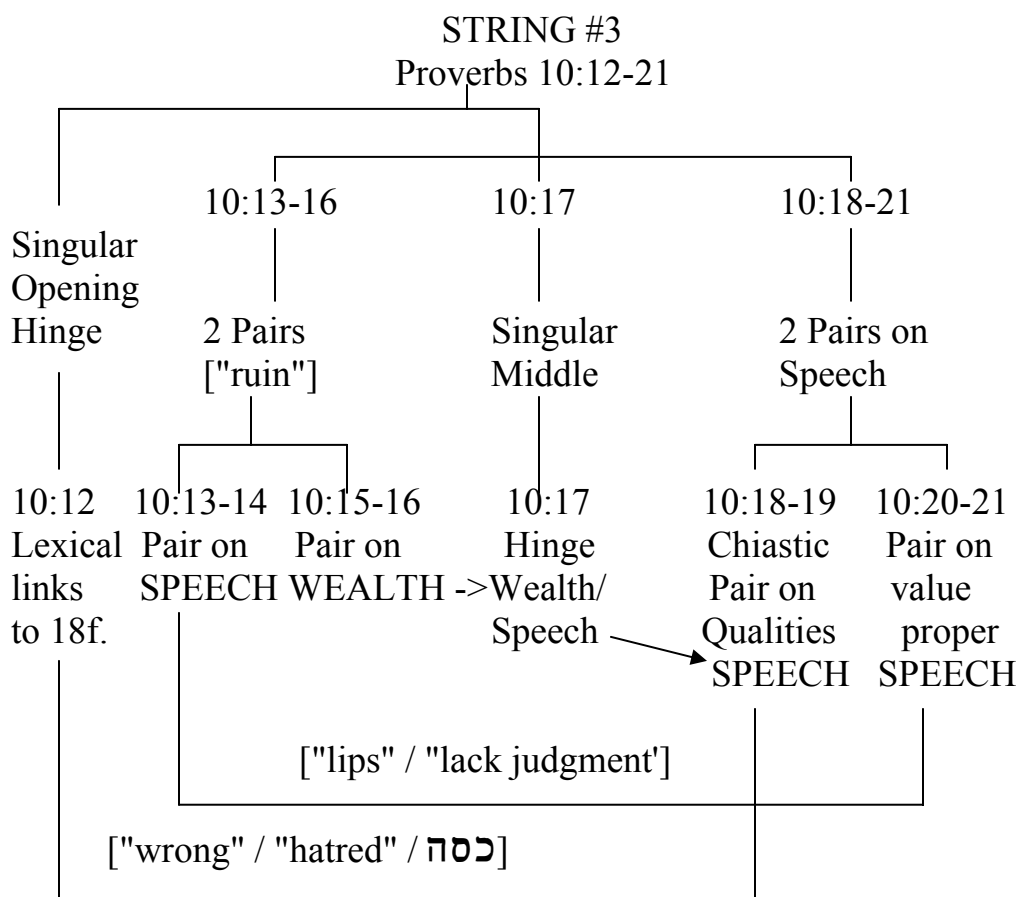 STRING #3
Proverbs 10:12-21
10:13-16 10:17 10:18-21
Singular
Opening
Hinge 2 Pairs Singular 2 Pairs on
["ruin"] Middle Speech
10:12 10:13-14 10:15-16 10:17 10:18-19 10:20-21
Lexical Pair on Pair on Hinge Chiastic Pair on
links SPEECH WEALTH ->Wealth/ Pair on value
to 18f. Speech Qualities proper
SPEECH SPEECH
["lips" / "lack judgment']
["wrong" / "hatred" / כסה]